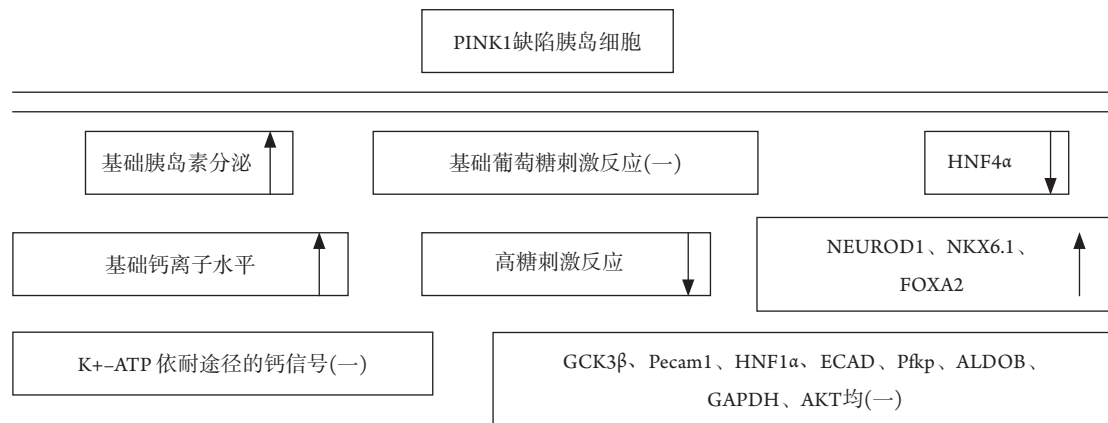 PINK1缺陷胰岛细胞
基础胰岛素分泌
基础葡萄糖刺激反应(一)
HNF4α
基础钙离子水平
高糖刺激反应
NEUROD1、NKX6.1、
FOXA2
K+–ATP 依耐途径的钙信号(一)
GCK3β、Pecam1、HNF1α、ECAD、Pfkp、ALDOB、
GAPDH、AKT均(一)